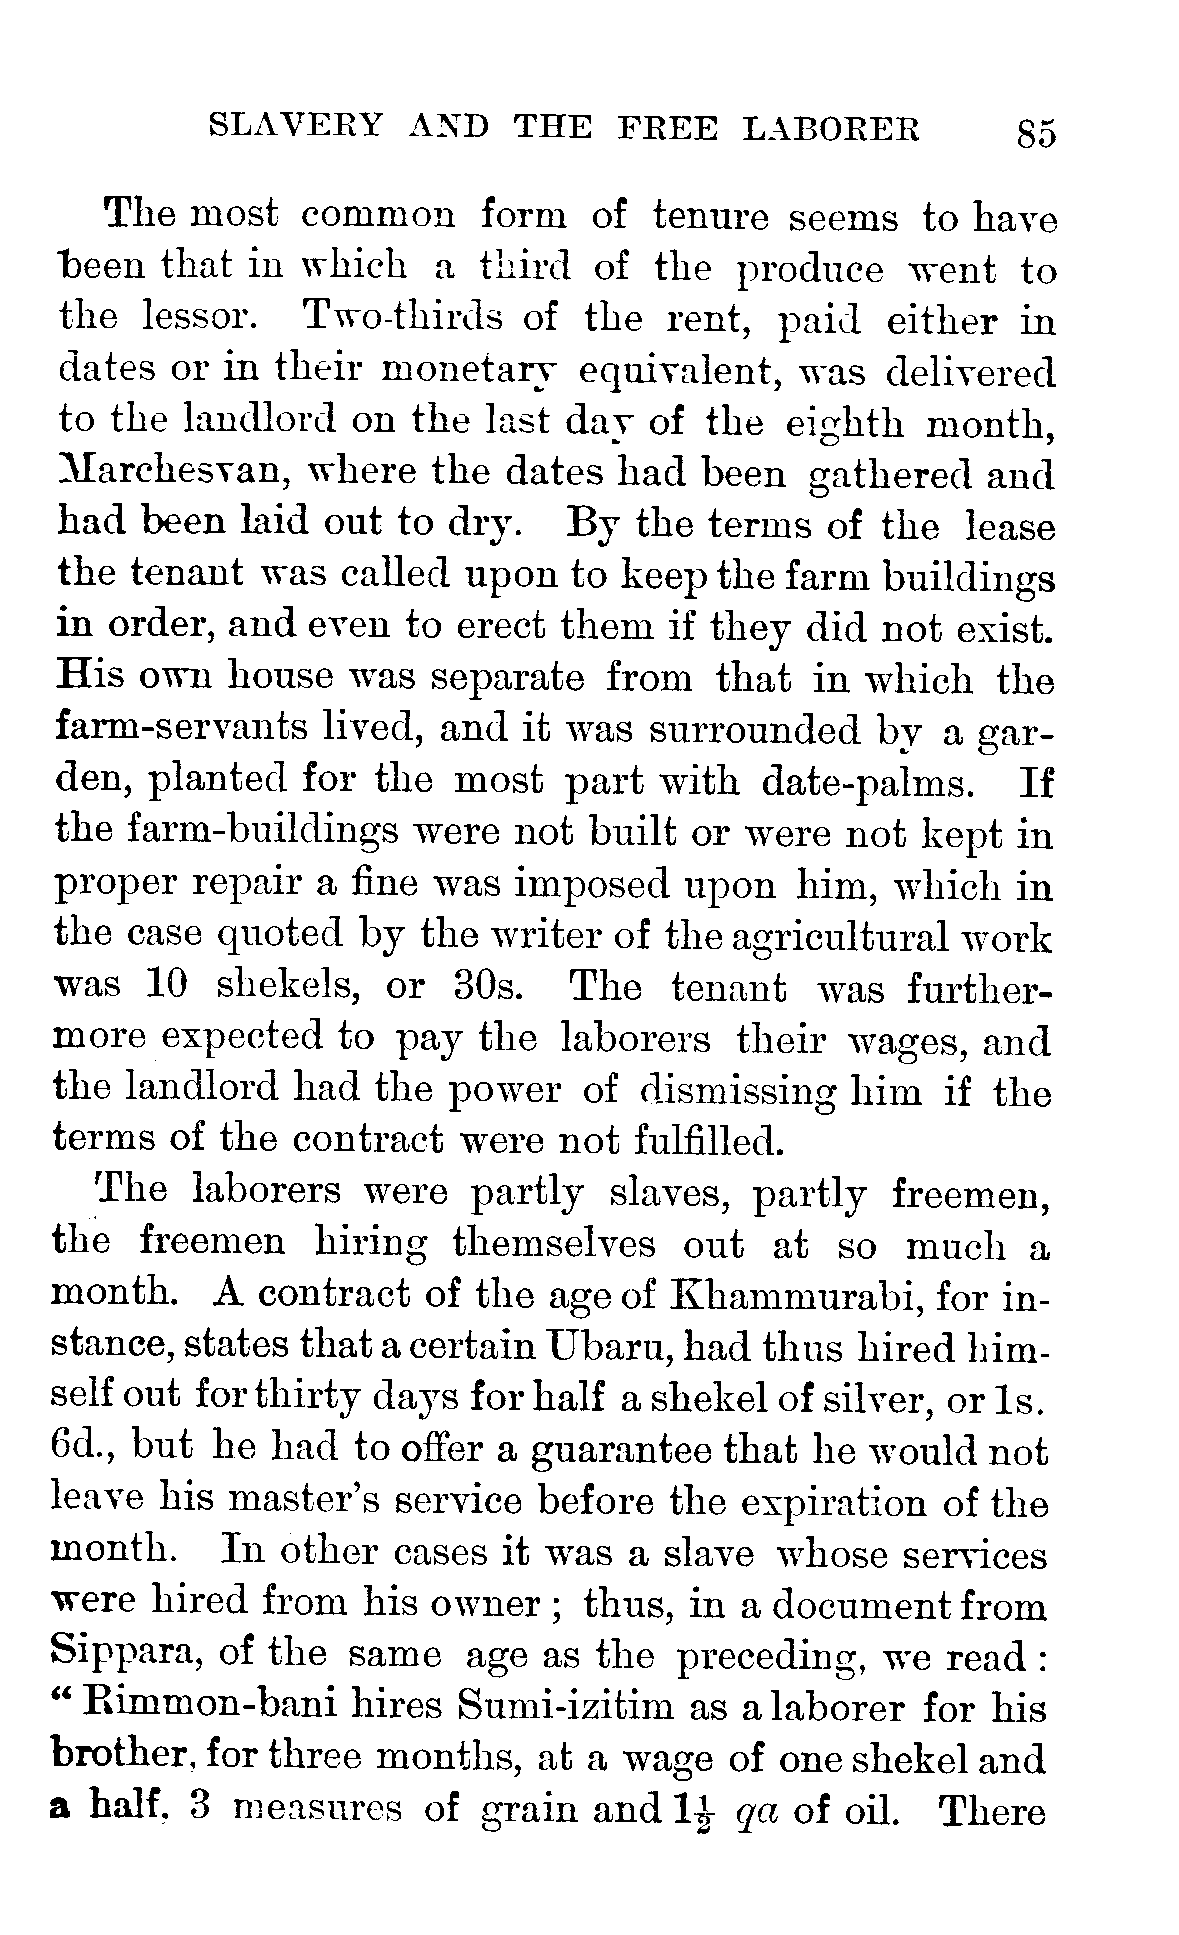 SLAVERY AND THE FREE LABORER 85
The most common form of tenure seems to have
been that in which a third of the produce went to
the lessor. Two-thirds of the rent, paid either in
dates or in their monetary equivalent, was delivered
to the landlord on the last day of the eighth month,
Marchesvan, where the dates had been gathered and
had been laid out to dry. By the terms of the lease
the tenant was called upon to keep the farm buildings
in order, and even to erect them if they did not exist.
His own house was separate from that in which the
farm-servants lived, and it was surrounded by a gar-
den, planted for the most part with date-palms. If
the farm-buildings were not built or were not kept in
proper repair a fine was imposed upon him, which in
the case quoted by the writer of the agricultural work
was 10 shekels, or 30s. The tenant was further-
more expected to pay the laborers their wages, and
the landlord had the power of dismissing him if the
terms of the contract were not fulfilled.
The laborers were partly slaves, partly freemen,
the freemen hiring themselves out at so much a
month. A contract of the age of Khammurabi, for in-
stance, states that a certain Ubaru, had thus hired him-
self out for thirty days for half a shekel of silver, or 1s.
6d., but he had to offer a guarantee that he would not
leave his master's service before the expiration of the
month. In other cases it was a slave whose services
were hired from his owner ; thus, in a document from
Sippara, of the same age as the preceding, we read :
“ Rimmon-bani hires Sumi-izitim as a laborer for his
brother, for three months, at a wage of one shekel and
a half, 3 measures of grain and 1½ qa of oil. There